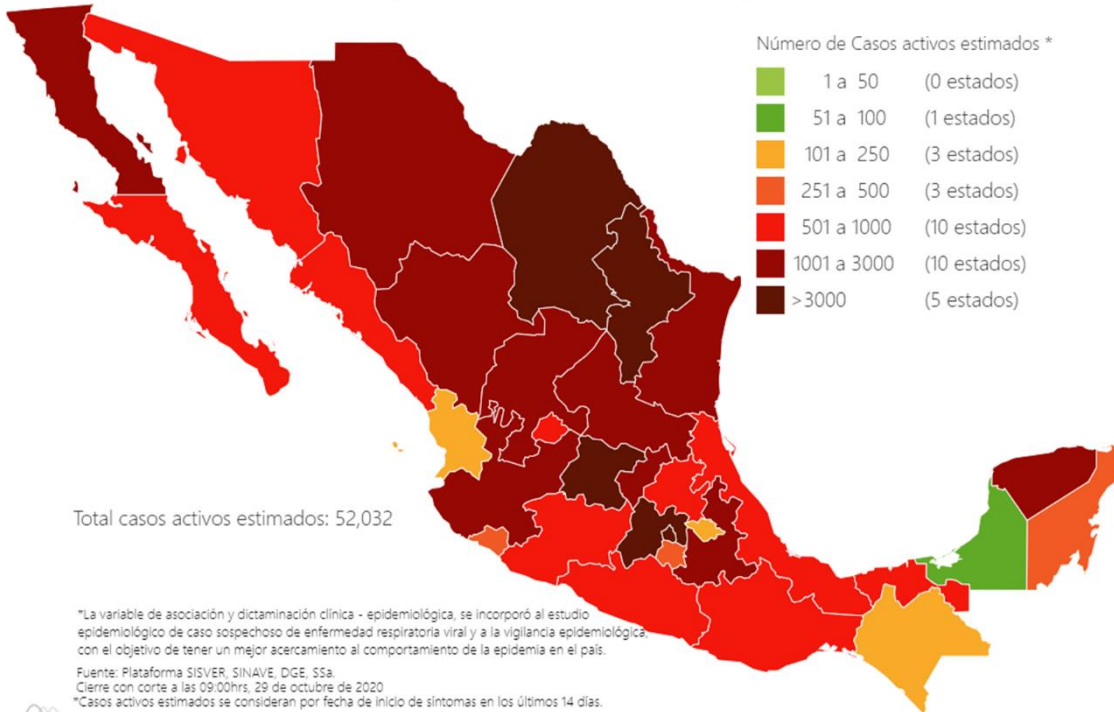 Número de Casos activos estimados *
1 a 50 (0 estados)
51 a 100 (1 estados)
101 a 250 (3 estados)
251 a 500 (3 estados)
501 a 1000 (10 estados)
1001 a 3000 (10 estados)
>3000 (5 estados)
Total casos activos estimados: 52,032
*La variable de asociación y dictaminación clínica - epidemiológica, se incorporó al estudio
epidemiológico de caso sospechoso de enfermedad respiratoria viral y a la vigilancia epidemiológica,
con el objetivo de tener un mejor acercamiento al comportamiento de la epidemia en el país.
Fuente: Plataforma SISVER, SINAVE, DGE, SSa.
Cierre con corte a las 09:00hrs, 29 de octubre de 2020
*Casos activos estimados se consideran por fecha de inicio de síntomas en los últimos 14 días.